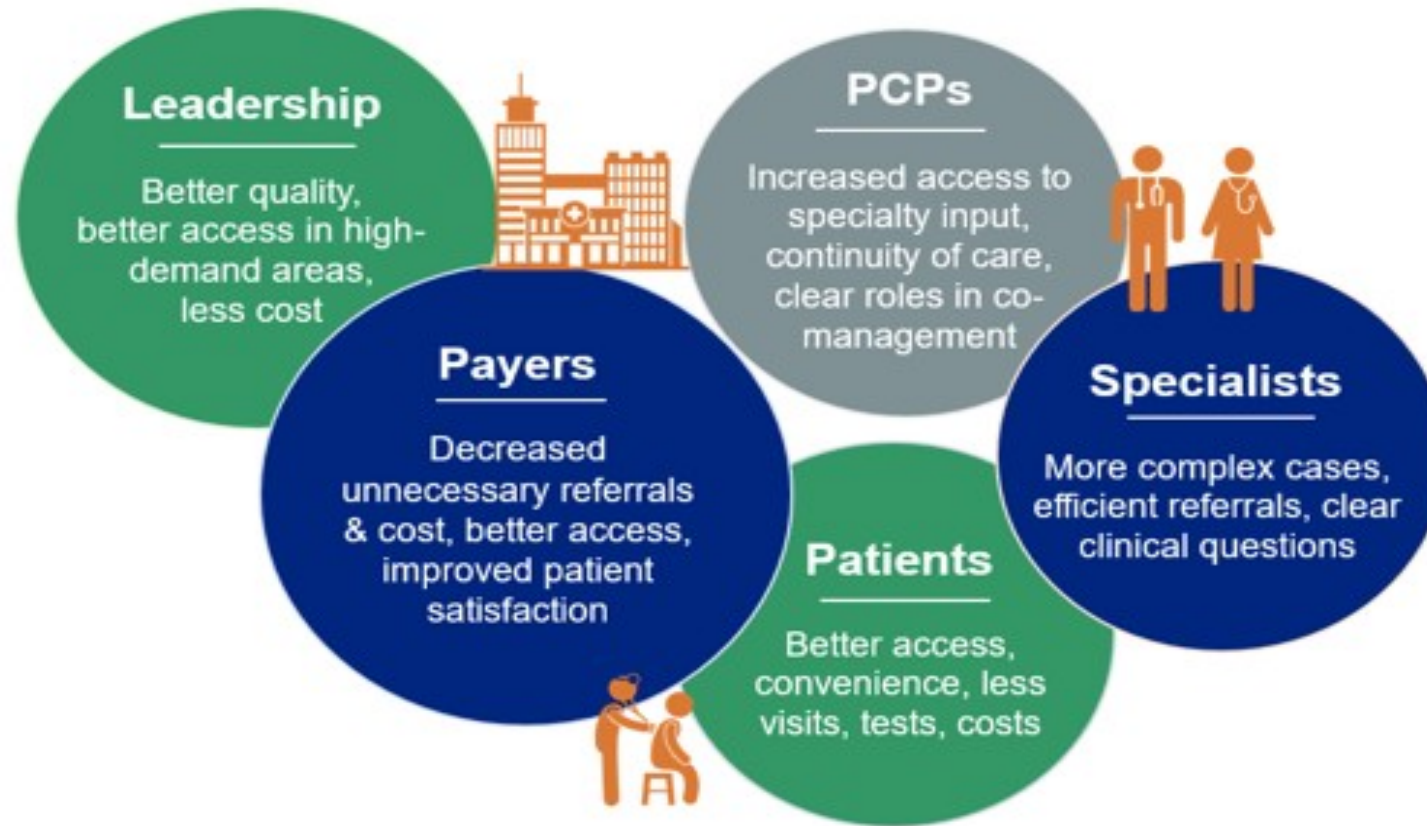 Leadership
Better quality,
better access in high-
demand areas,
less cost
PCPs
Increased access to
specialty input,
continuity of care,
clear roles in co-
management
Payers
Decreased
unnecessary referrals
& cost, better access,
improved patient
satisfaction
Specialists
More complex cases,
efficient referrals, clear
clinical questions
Patients
Better access,
convenience, less
visits, tests, costs